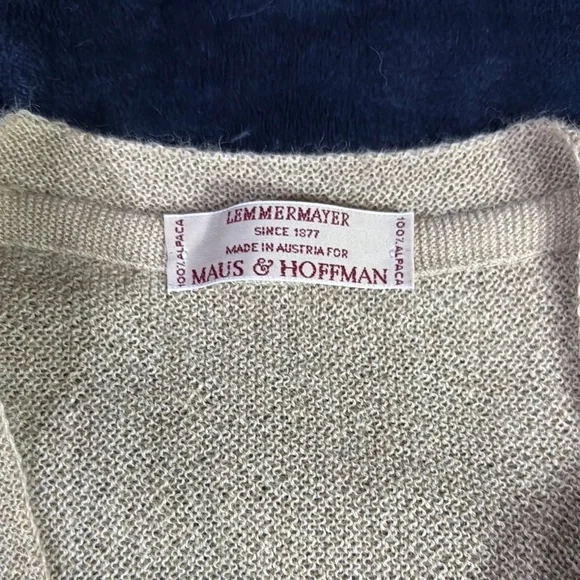 LEMMERMAYER
SINCE 1877
MADE IN AUSTRIA FOR
MAUS & HOFFMAN
100% ALPACA
100% ALPACA